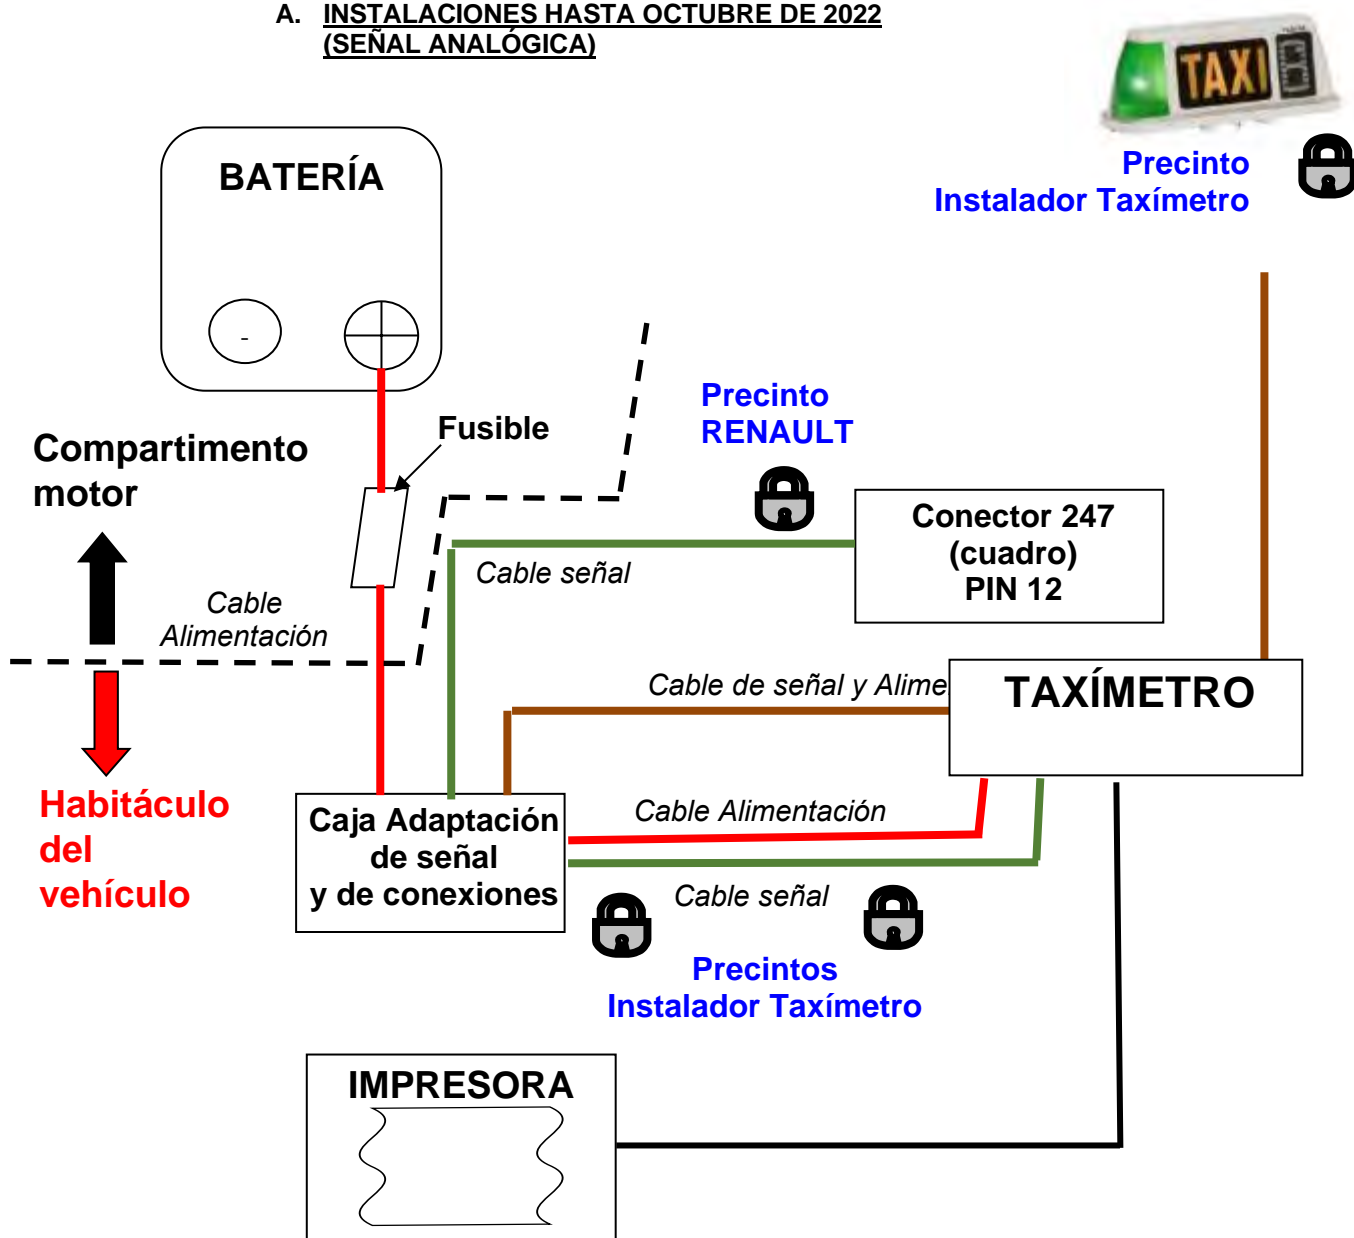 A. INSTALACIONES HASTA OCTUBRE DE 2022
(SEÑAL ANALÓGICA)
TAXI
Precinto
Instalador Taxímetro
BATERÍA
-
Fusible
Precinto
RENAULT
Compartimento
motor
Conector 247
(cuadro)
PIN 12
Cable señal
Cable
Alimentación
Cable de señal y Alime
TAXÍMETRO
Habitáculo
del
vehículo
Caja Adaptación
de señal
y de conexiones
Cable Alimentación
Cable señal
Precintos
Instalador Taxímetro
IMPRESORA